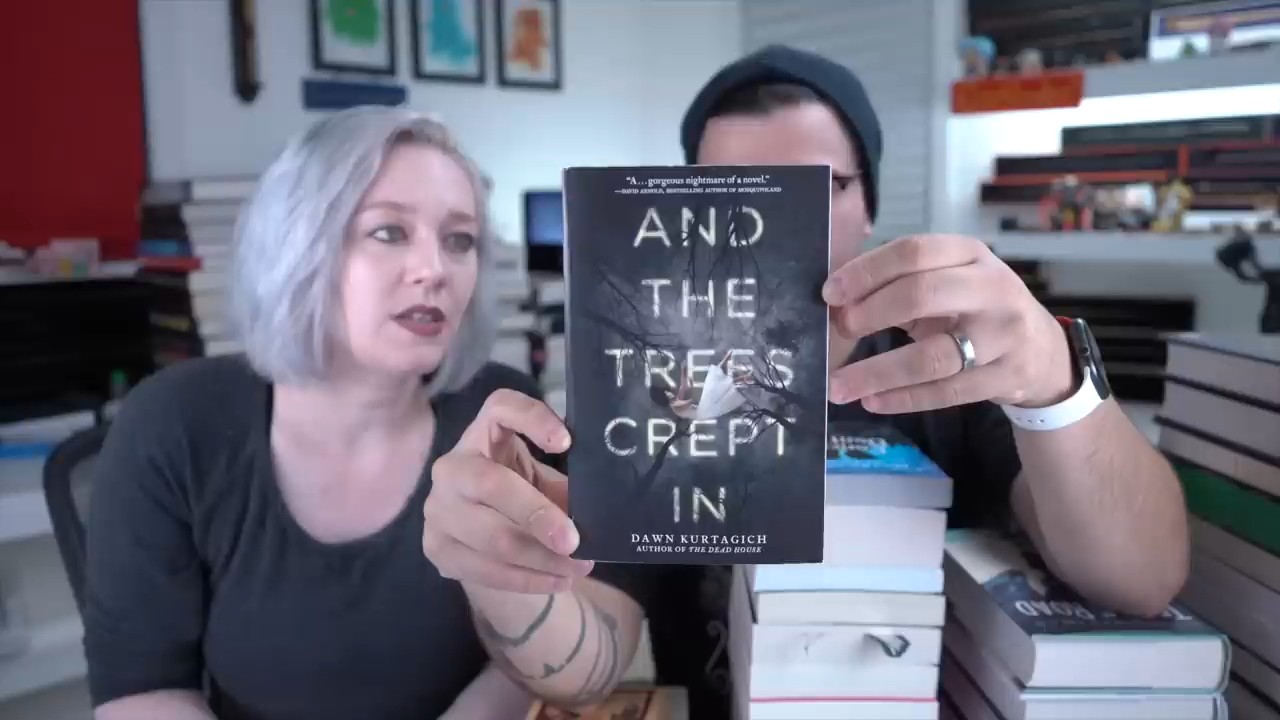 "A...gorgeous nightmare of a novel."
—DAVID ARNOLD, BESTSELLING AUTHOR OF MOSQUITOLAND
AND
THE
TREES
CREPT
IN
DAWN KURTAGICH
AUTHOR OF THE DEAD HOUSE
ROAD